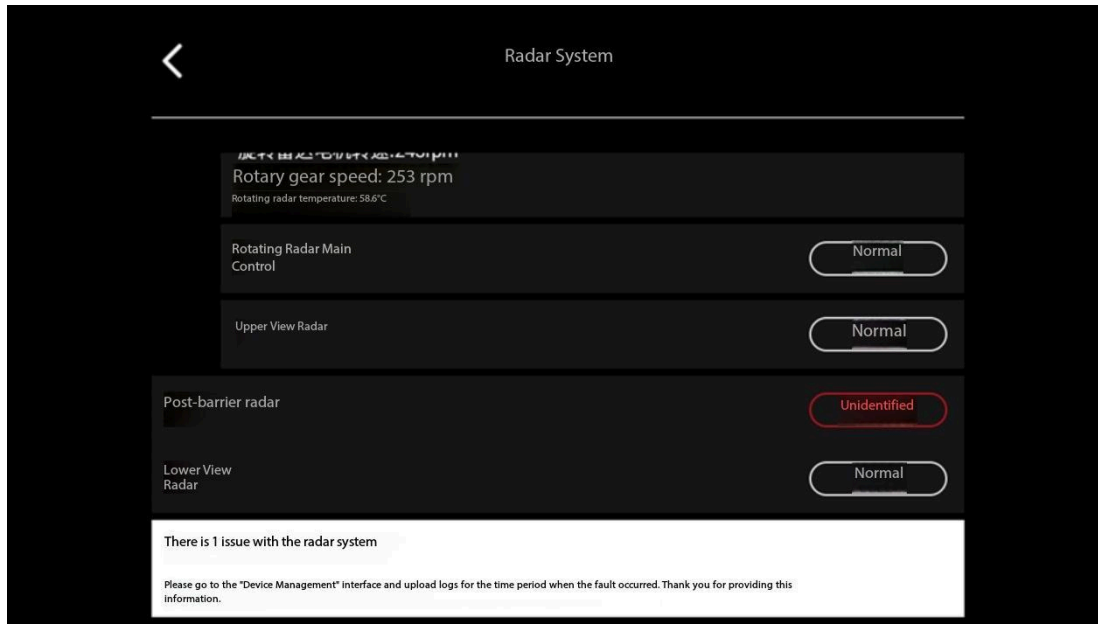 Radar System
Rotary gear speed: 253 rpm
Rotating radar temperature: 58.6°C
Rotating Radar Main
Control
Normal
Upper View Radar
Normal
Post-barrier radar
Unidentified
Lower View
Radar
Normal
There is 1 issue with the radar system
Please go to the "Device Management" interface and upload logs for the time period when the fault occurred. Thank you for providing this
information.